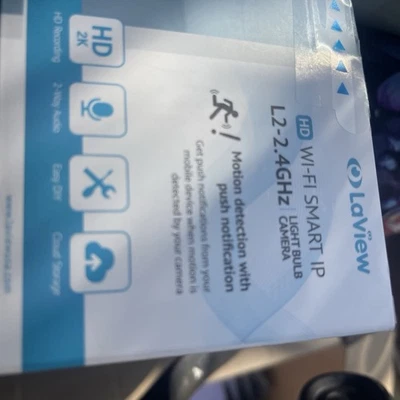 LaView
HD WI-FI SMART IP
L2-2.4GHz LIGHT BULB
CAMERA
Motion detection with
push notification
Get push notifications from your
mobile device when motion is
detected by your camera
HD
2K
HD Recording
2-Way Audio
Easy DIY
Cloud Storage